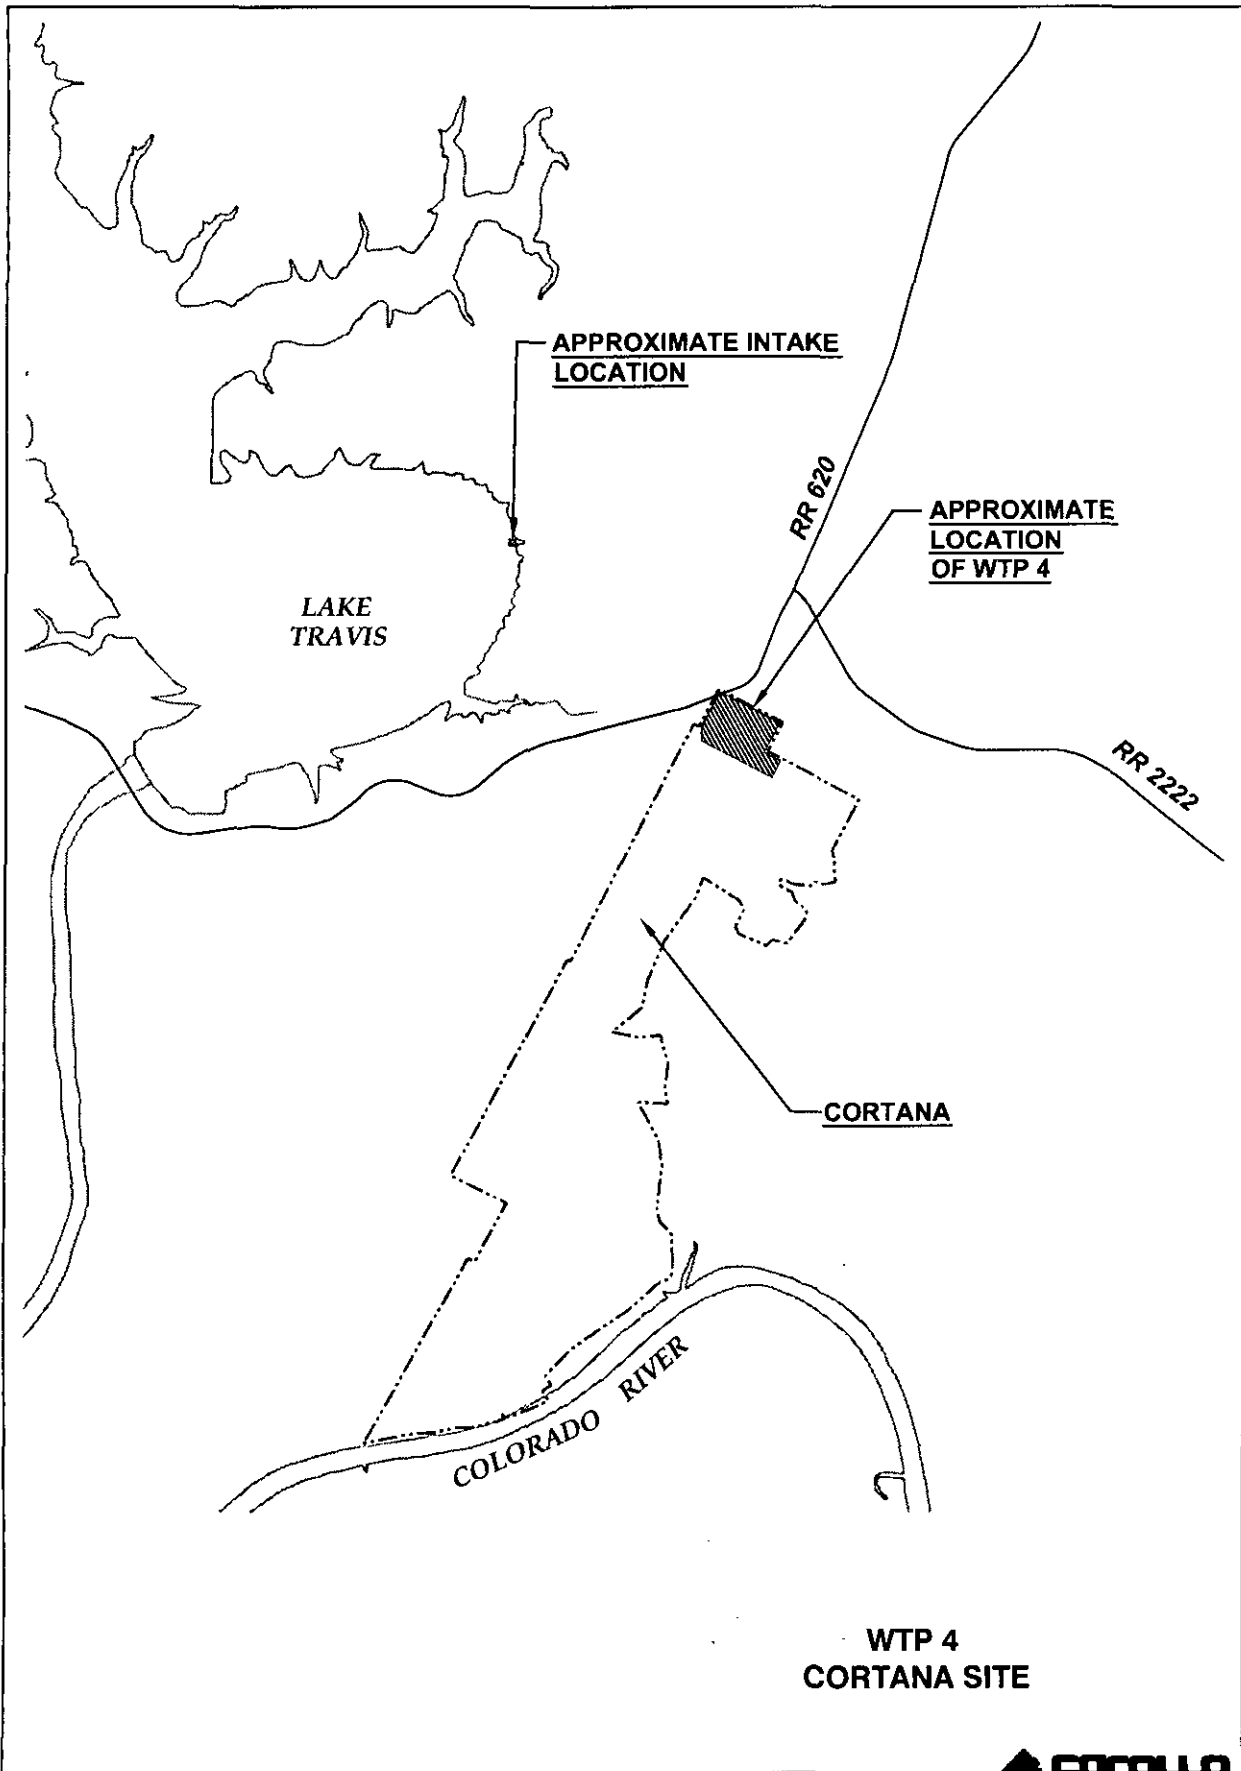 APPROXIMATE INTAKE
LOCATION
RR 620
APPROXIMATE
LOCATION
OF WTP 4
LAKE
TRAVIS
RR 2222
CORTANA
COLORADO RIVER
WTP 4
CORTANA SITE